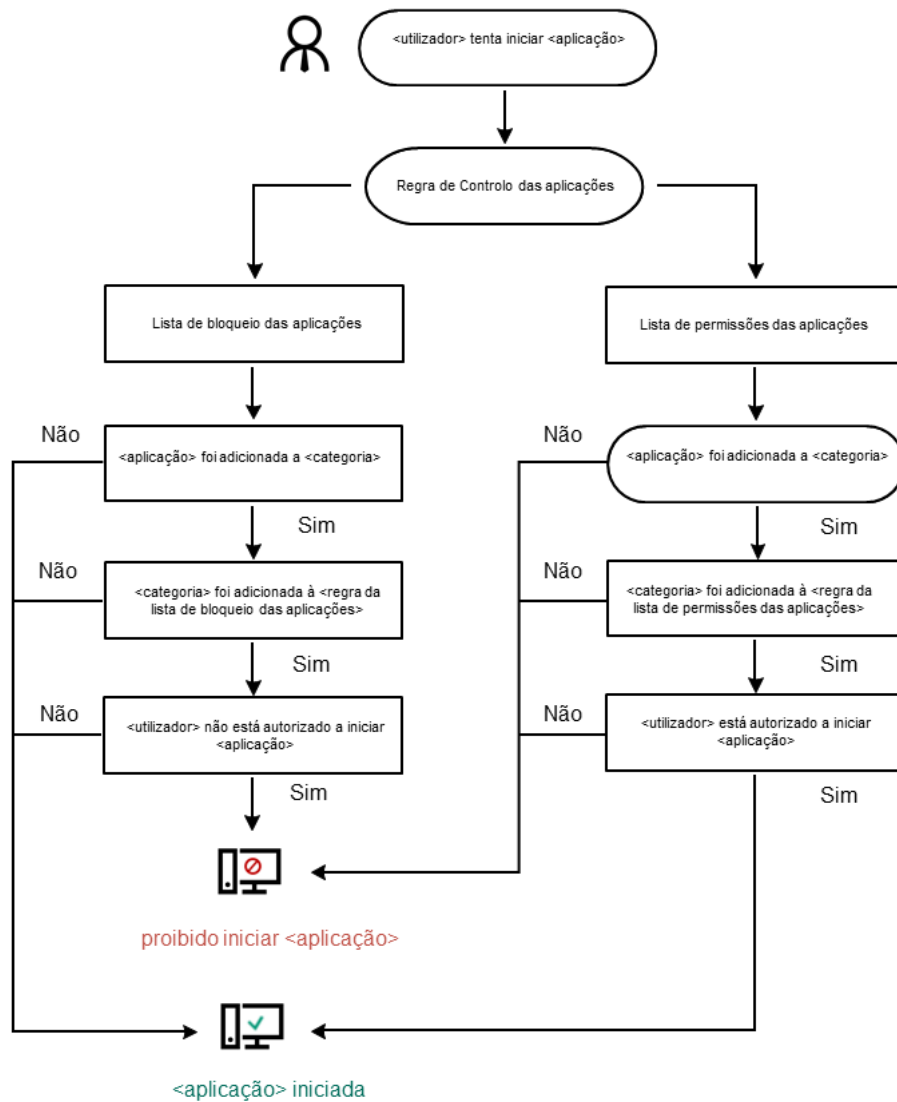 <utilizador> tenta iniciar <aplicação>
Regra de Controlo das aplicações
Lista de bloqueio das aplicações
Lista de permissões das aplicações
Não
<aplicação> foi adicionada a <categoria>
Não
<aplicação> foi adicionada a <categoria>
Sim
Sim
Não
<categoria> foi adicionada à <regra da
lista de bloqueio das aplicações>
Não
<categoria> foi adicionada à <regra da
lista de permissões das aplicações>
Sim
Sim
Não
<utilizador> não está autorizado a iniciar
<aplicação>
Não
<utilizador> está autorizado a iniciar
<aplicação>
Sim
Sim
proibido iniciar <aplicação>
<aplicação> iniciada